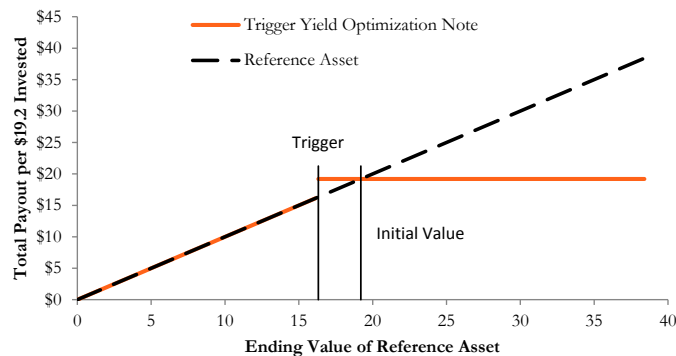 $45
$40
$35
$30
$25
$20
$15
$10
$5
$0
Total Payout per $19.2 Invested
Trigger Yield Optimization Note
Reference Asset
Trigger
Initial Value
0 5 10 15 20 25 30 35 40
Ending Value of Reference Asset